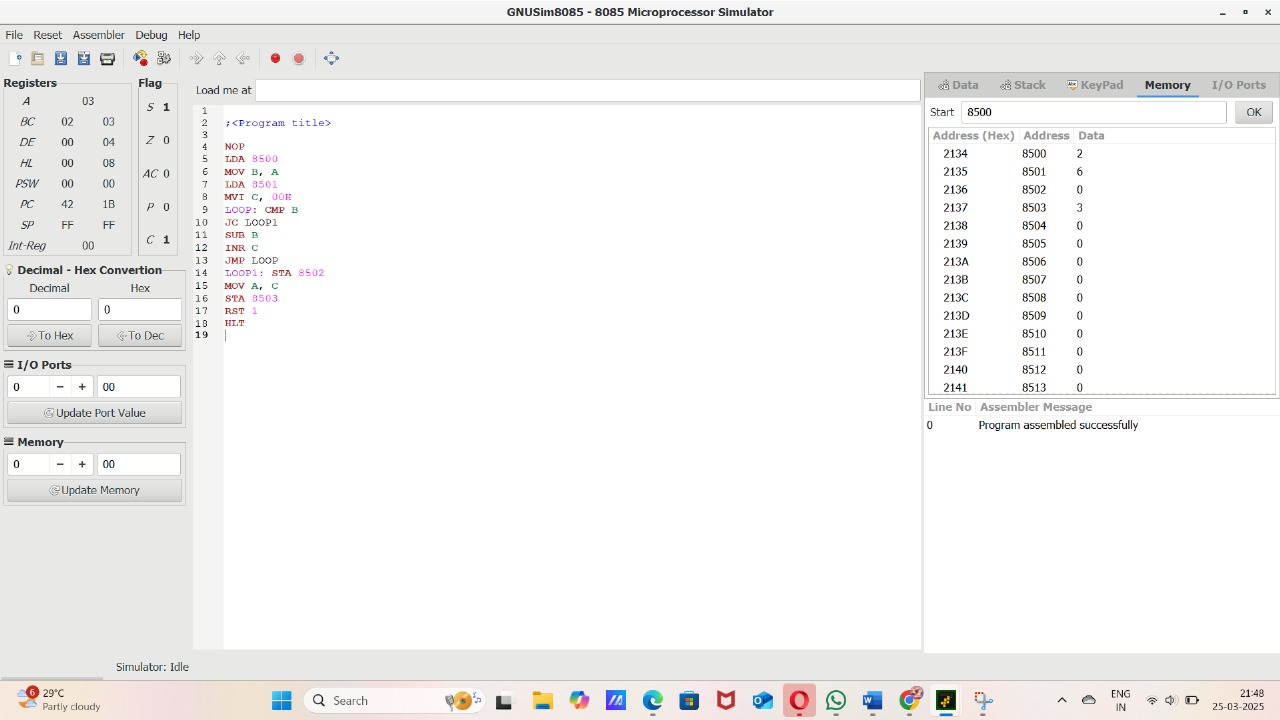 GNUSim8085 - 8085 Microprocessor Simulator
File Reset Assembler Debug Help
Registers
A 03
BC 02 03
DE 00 04
HL 00 08
PSW 00 00
PC 42 1B
SP FF FF
Int-Reg 00
Flag
S 1
Z 0
AC 0
P 0
C 1
Decimal - Hex Convertion
Decimal Hex
0 0
To Hex To Dec
I/O Ports
0 − + 00
Update Port Value
Memory
0 − + 00
Update Memory
Load me at
1
2 ;<Program title>
3
4 NOP
5 LDA 8500
6 MOV B, A
7 LDA 8501
8 MVI C, 00H
9 LOOP: CMP B
10 JC LOOP1
11 SUB B
12 INR C
13 JMP LOOP
14 LOOP1: STA 8502
15 MOV A, C
16 STA 8503
17 RST 1
18 HLT
19
Data Stack KeyPad Memory I/O Ports
Start 8500 OK
Address (Hex) Address Data
2134 8500 2
2135 8501 6
2136 8502 0
2137 8503 3
2138 8504 0
2139 8505 0
213A 8506 0
213B 8507 0
213C 8508 0
213D 8509 0
213E 8510 0
213F 8511 0
2140 8512 0
2141 8513 0
Line No Assembler Message
0 Program assembled successfully
Simulator: Idle
6
29°C
Partly cloudy
Search
ENG
IN
21:48
25-03-2025